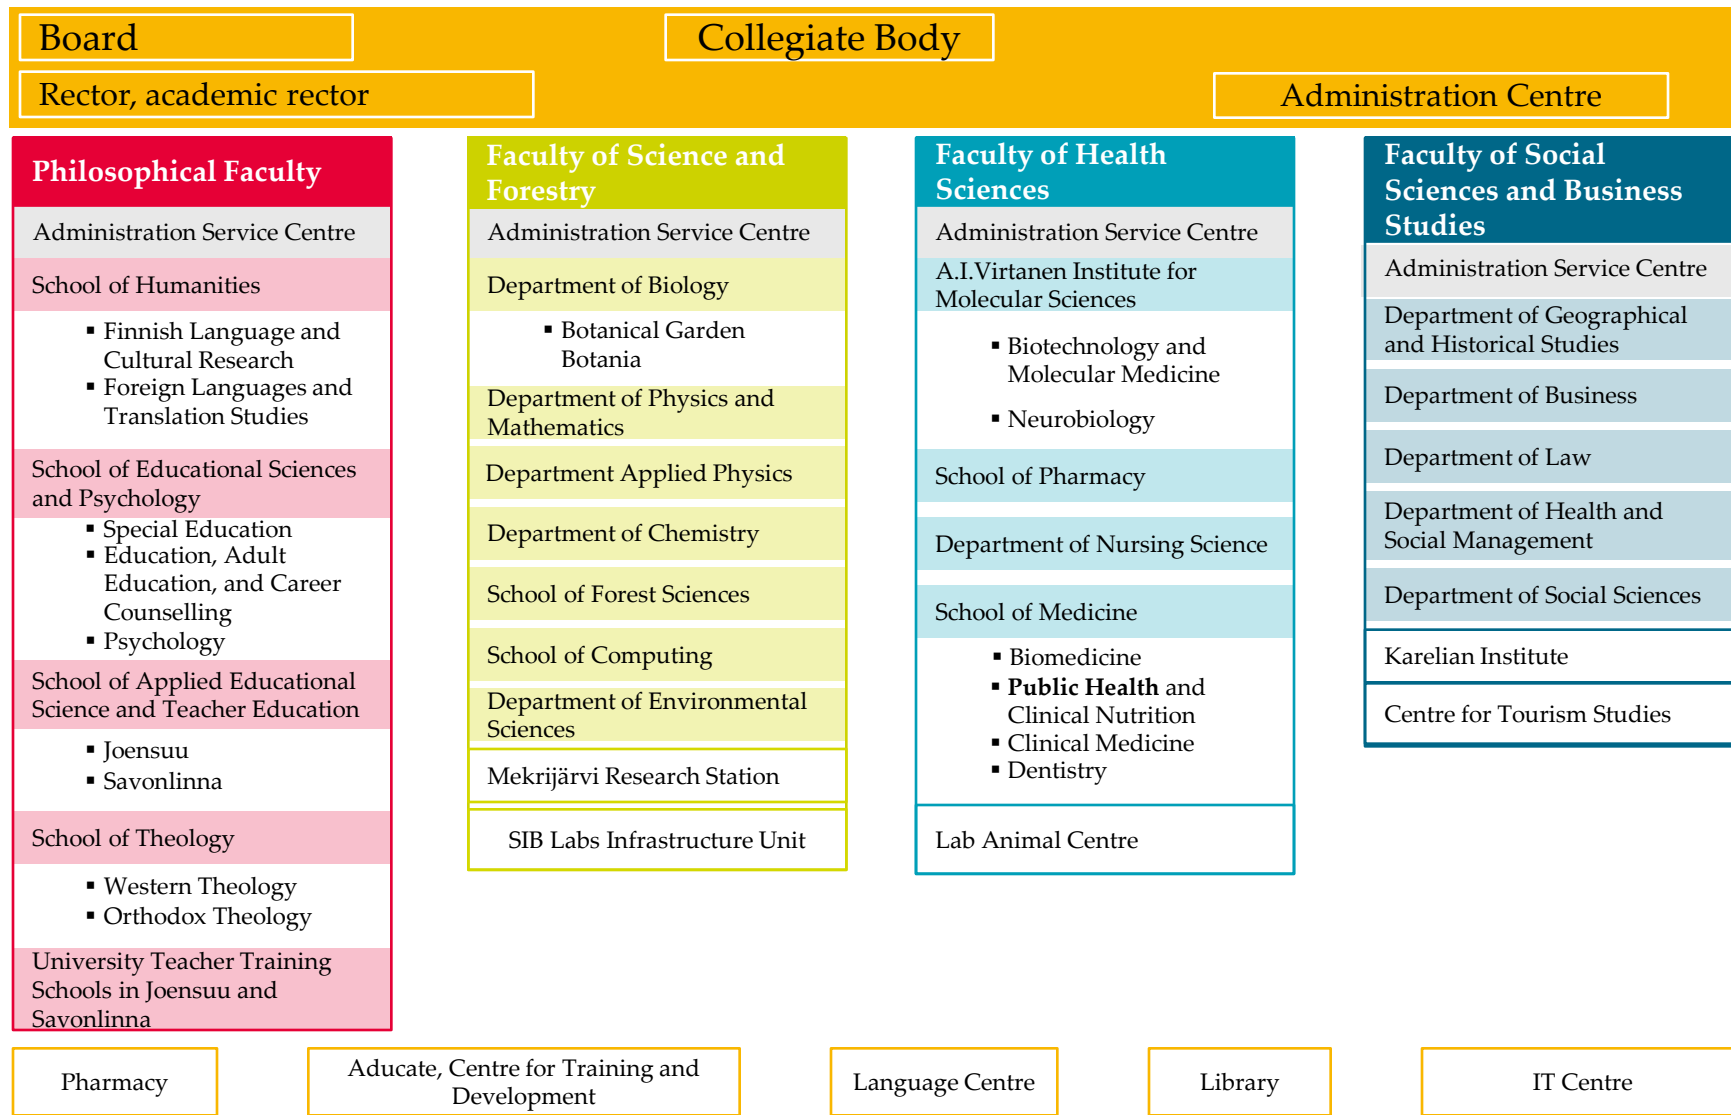 Board
Collegiate Body
Rector, academic rector
Administration Centre
Philosophical Faculty
Administration Service Centre
School of Humanities
▪ Finnish Language and
Cultural Research
▪ Foreign Languages and
Translation Studies
School of Educational Sciences
and Psychology
▪ Special Education
▪ Education, Adult
Education, and Career
Counselling
▪ Psychology
School of Applied Educational
Science and Teacher Education
▪ Joensuu
▪ Savonlinna
School of Theology
▪ Western Theology
▪ Orthodox Theology
University Teacher Training
Schools in Joensuu and
Savonlinna
Faculty of Science and
Forestry
Administration Service Centre
Department of Biology
▪ Botanical Garden
Botania
Department of Physics and
Mathematics
Department Applied Physics
Department of Chemistry
School of Forest Sciences
School of Computing
Department of Environmental
Sciences
Mekrijärvi Research Station
SIB Labs Infrastructure Unit
Faculty of Health
Sciences
Administration Service Centre
A.I.Virtanen Institute for
Molecular Sciences
▪ Biotechnology and
Molecular Medicine
▪ Neurobiology
School of Pharmacy
Department of Nursing Science
School of Medicine
▪ Biomedicine
▪ Public Health and
Clinical Nutrition
▪ Clinical Medicine
▪ Dentistry
Lab Animal Centre
Faculty of Social
Sciences and Business
Studies
Administration Service Centre
Department of Geographical
and Historical Studies
Department of Business
Department of Law
Department of Health and
Social Management
Department of Social Sciences
Karelian Institute
Centre for Tourism Studies
Pharmacy
Aducate, Centre for Training and
Development
Language Centre
Library
IT Centre